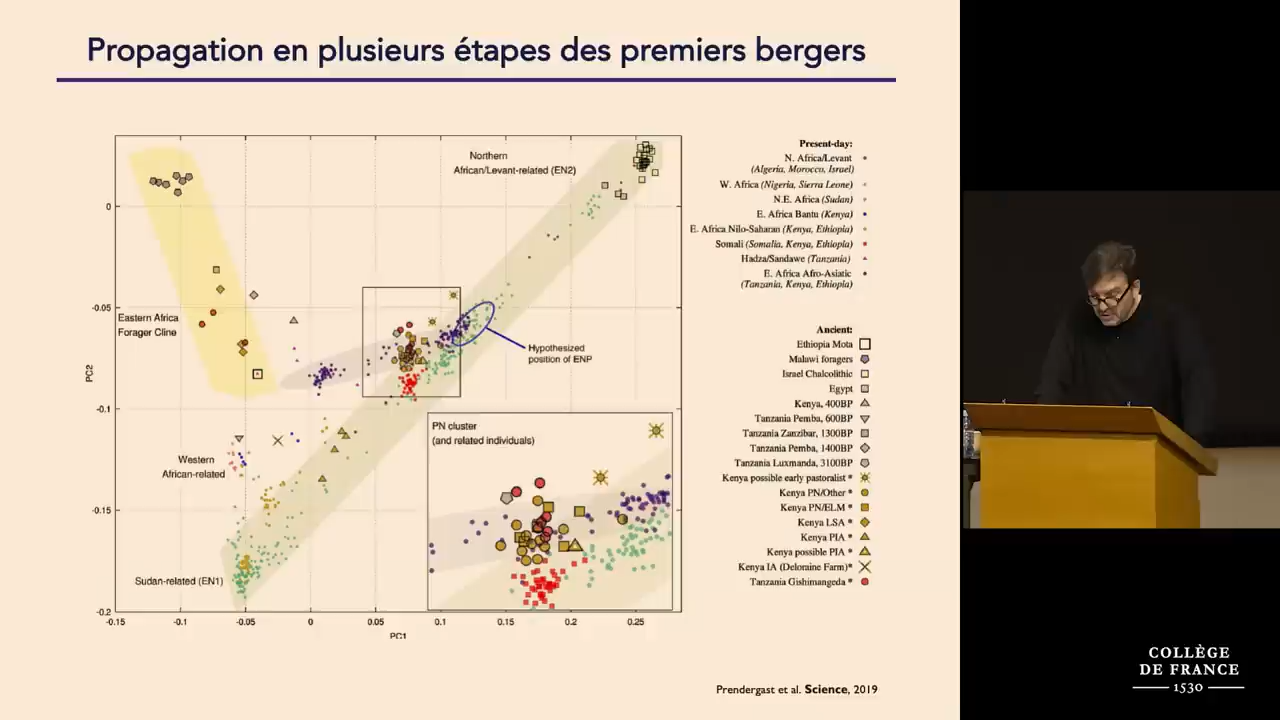 Propagation en plusieurs étapes des premiers bergers
Northern
African/Levant-related (EN2)
Eastern Africa
Forager Cline
Hypothesized
position of ENP
Western
African-related
Sudan-related (EN1)
PN cluster
(and related individuals)
0
-0.05
-0.1
-0.15
-0.2
PC2
-0.15
-0.1
-0.05
0
0.05
0.1
0.15
0.2
0.25
PC1
Present-day:
N. Africa/Levant
(Algeria, Morocco, Israel)
W. Africa (Nigeria, Sierra Leone)
N.E. Africa (Sudan)
E. Africa Bantu (Kenya)
E. Africa Nilo-Saharan (Kenya, Ethiopia)
Somali (Somalia, Kenya, Ethiopia)
Hadza/Sandawe (Tanzania)
E. Africa Afro-Asiatic
(Tanzania, Kenya, Ethiopia)
Ancient:
Ethiopia Mota
Malawi foragers
Israel Chalcolithic
Egypt
Kenya, 400BP
Tanzania Pemba, 600BP
Tanzania Zanzibar, 1300BP
Tanzania Pemba, 1400BP
Tanzania Luxmanda, 3100BP
Kenya possible early pastoralist *
Kenya PN/Other *
Kenya PN/ELM *
Kenya LSA *
Kenya PIA *
Kenya possible PIA *
Kenya IA (Deloraine Farm)*
Tanzania Gishimangeda *
Prendergast et al. Science, 2019
COLLÈGE
DE FRANCE
1530